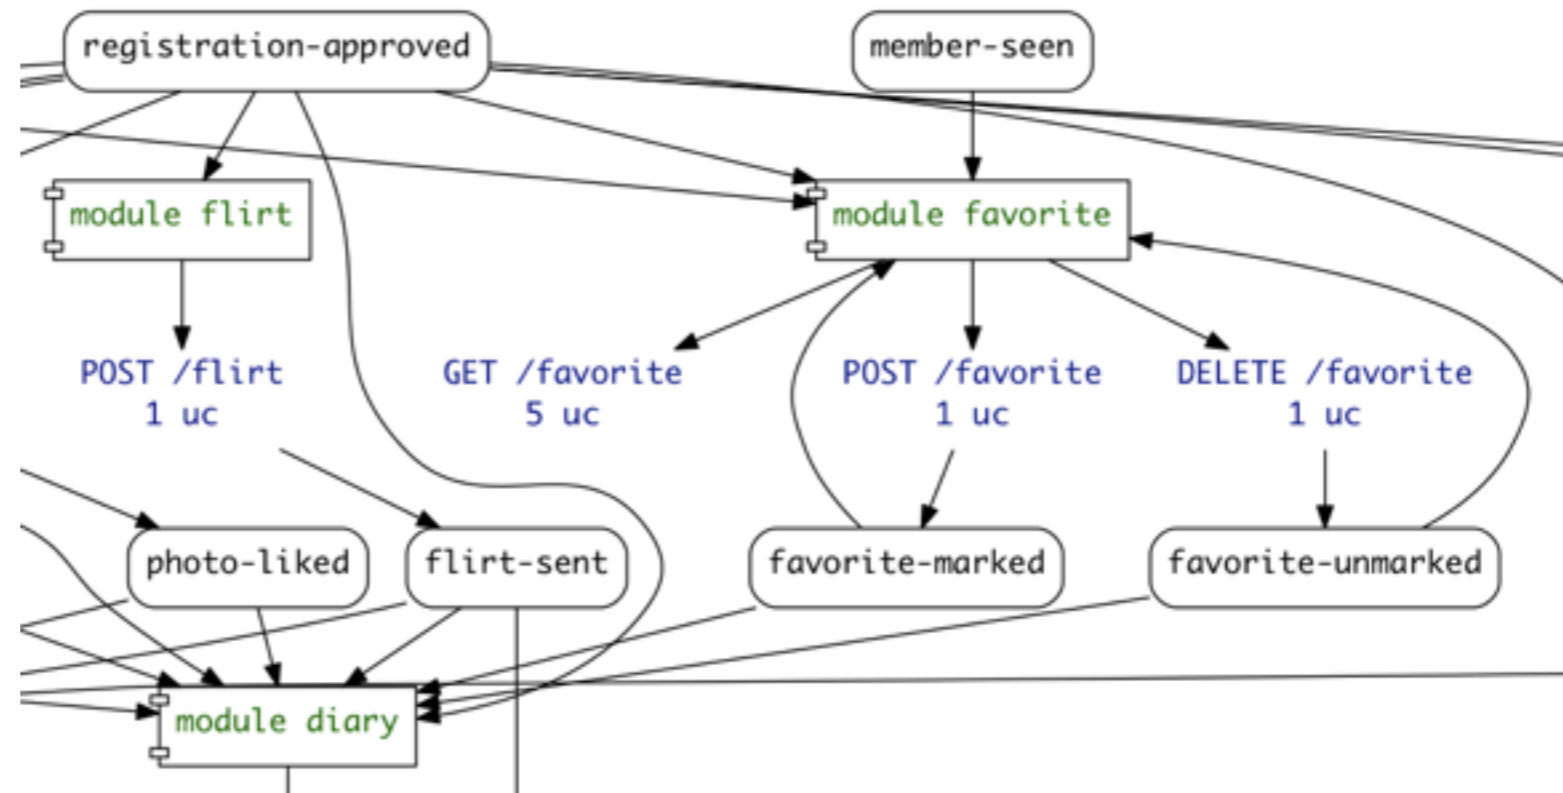 registration-approved
member-seen
module flirt
module favorite
POST /flirt
1 uc
GET /favorite
5 uc
POST /favorite
1 uc
DELETE /favorite
1 uc
photo-liked
flirt-sent
favorite-marked
favorite-unmarked
module diary